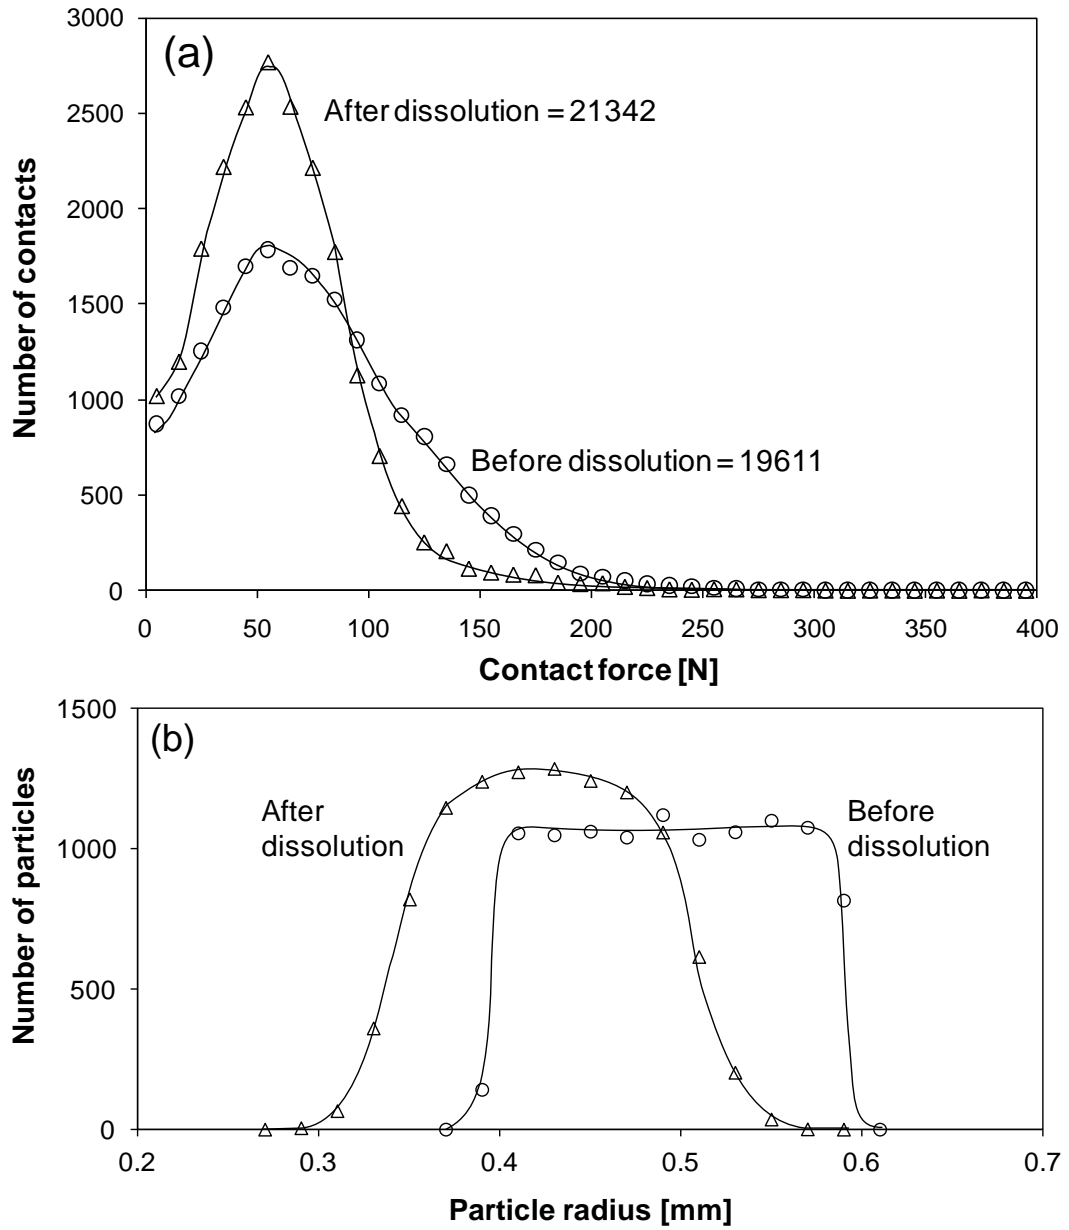 (a)
3000
2500
2000
1500
1000
500
0
Number of contacts
After dissolution = 21342
Before dissolution = 19611
0 50 100 150 200 250 300 350 400
Contact force [N]
(b)
1500
1000
500
0
Number of particles
After
dissolution
Before
dissolution
0.2 0.3 0.4 0.5 0.6 0.7
Particle radius [mm]